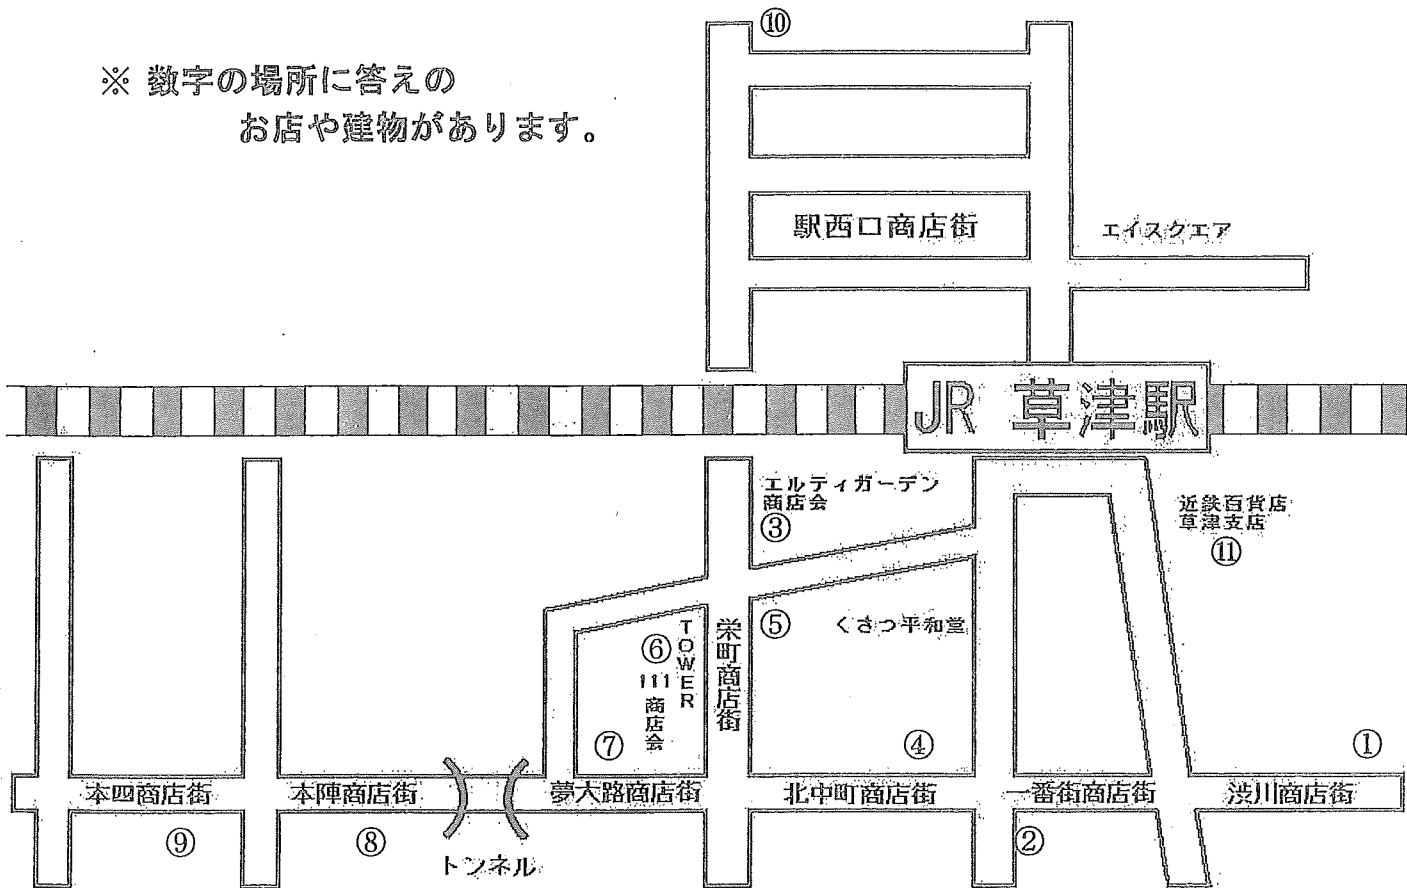 ⑩
※ 数字の場所に答えの
お店や建物があります。
駅西口商店街
エイスクエア
JR 草津駅
エルティガーデン
商店会
③
近鉄百貨店
草津支店
⑪
⑤
くさつ平和堂
⑥
TOWER
111
商店会
栄町商店街
⑦
④
①
本四商店街
本陣商店街
夢大路商店街
北中町商店街
一番街商店街
渋川商店街
⑨
⑧
トンネル
②